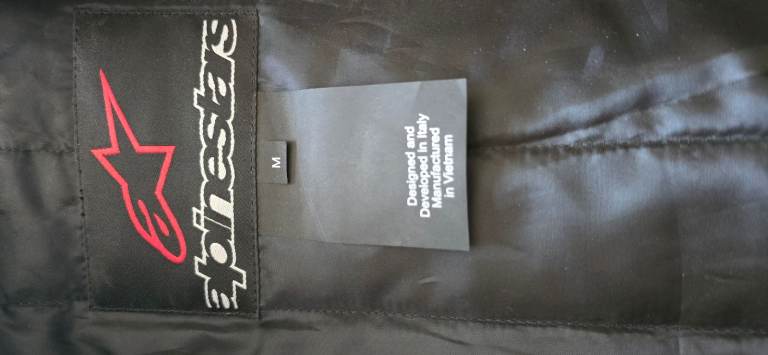 alpinestars
M
Designed and
Developed in Italy
Manufactured
in Vietnam